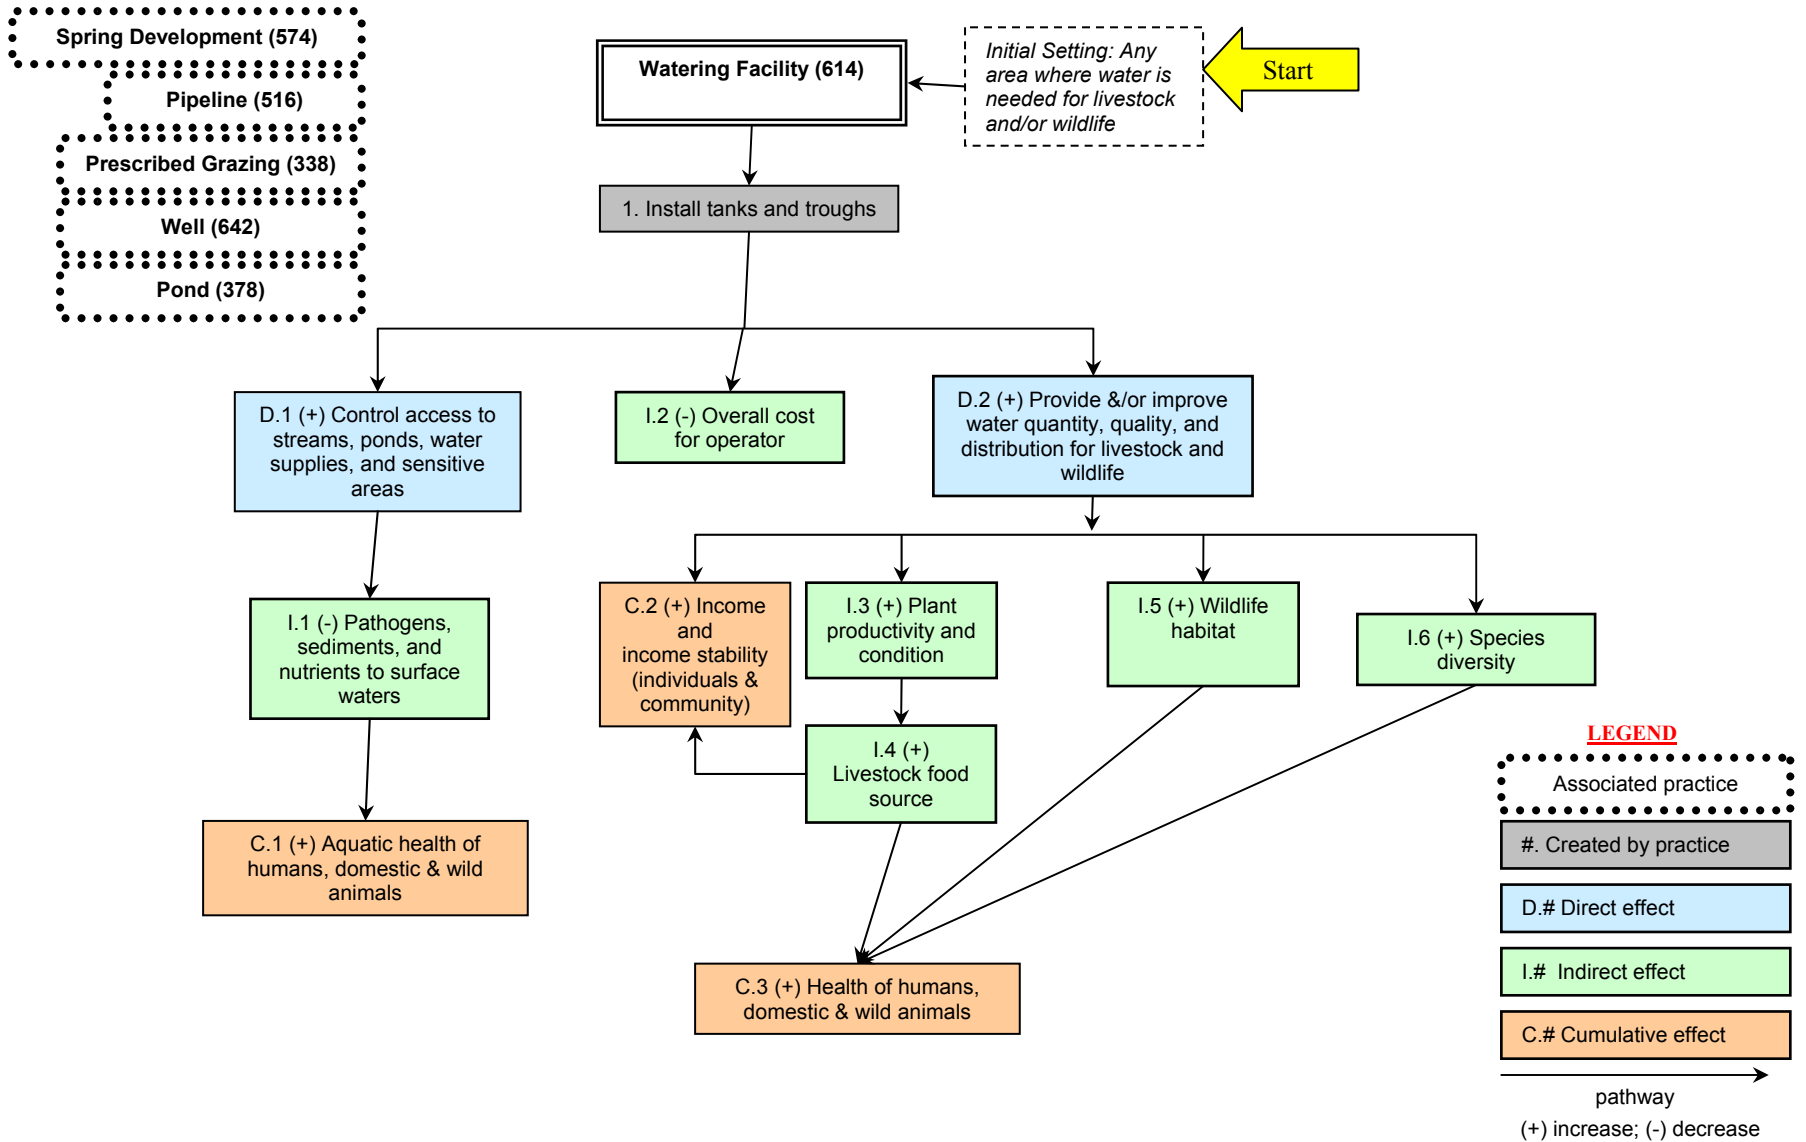 Spring Development (574)
Pipeline (516)
Prescribed Grazing (338)
Well (642)
Pond (378)
Watering Facility (614)
Initial Setting: Any
area where water is
needed for livestock
and/or wildlife
Start
1. Install tanks and troughs
D.1 (+) Control access to
streams, ponds, water
supplies, and sensitive
areas
I.2 (-) Overall cost
for operator
D.2 (+) Provide &/or improve
water quantity, quality, and
distribution for livestock and
wildlife
I.1 (-) Pathogens,
sediments, and
nutrients to surface
waters
C.2 (+) Income
and
income stability
(individuals &
community)
I.3 (+) Plant
productivity and
condition
I.5 (+) Wildlife
habitat
I.6 (+) Species
diversity
I.4 (+)
Livestock food
source
C.1 (+) Aquatic health of
humans, domestic & wild
animals
C.3 (+) Health of humans,
domestic & wild animals
LEGEND
Associated practice
#. Created by practice
D.# Direct effect
I.# Indirect effect
C.# Cumulative effect
pathway
(+) increase; (-) decrease